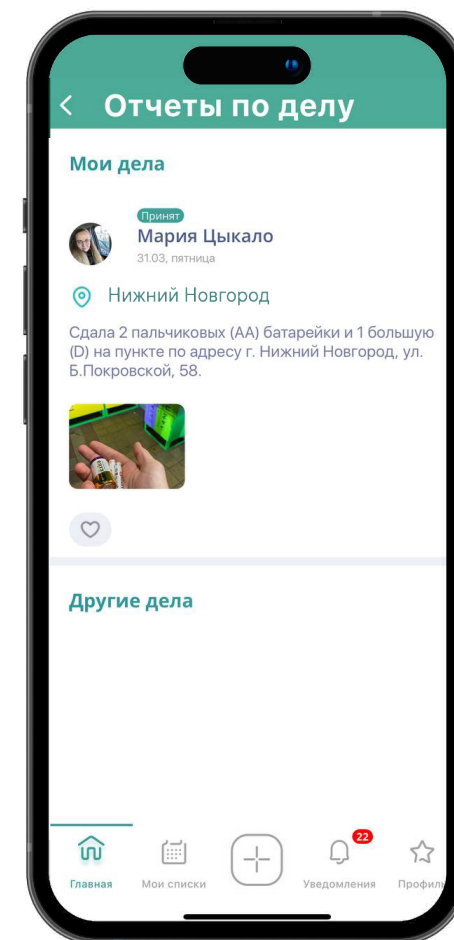 Отчеты по делу
Мои дела
Принят
Мария Цыкало
31.03, пятница
Нижний Новгород
Сдала 2 пальчиковых (АА) батарейки и 1 большую
(D) на пункте по адресу г. Нижний Новгород, ул.
Б.Покровской, 58.
Другие дела
22
Главная
Мои списки
Уведомления
Профиль